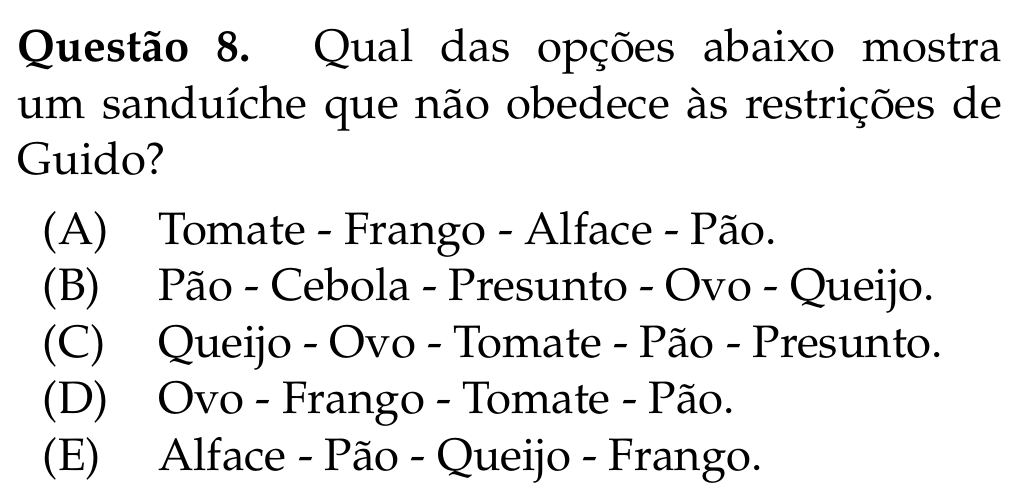 Questão 8. Qual das opções abaixo mostra
um sanduíche que não obedece às restrições de
Guido?
(A) Tomate - Frango - Alface - Pão.
(B) Pão - Cebola - Presunto - Ovo - Queijo.
(C) Queijo - Ovo - Tomate - Pão - Presunto.
(D) Ovo - Frango - Tomate - Pão.
(E) Alface - Pão - Queijo - Frango.